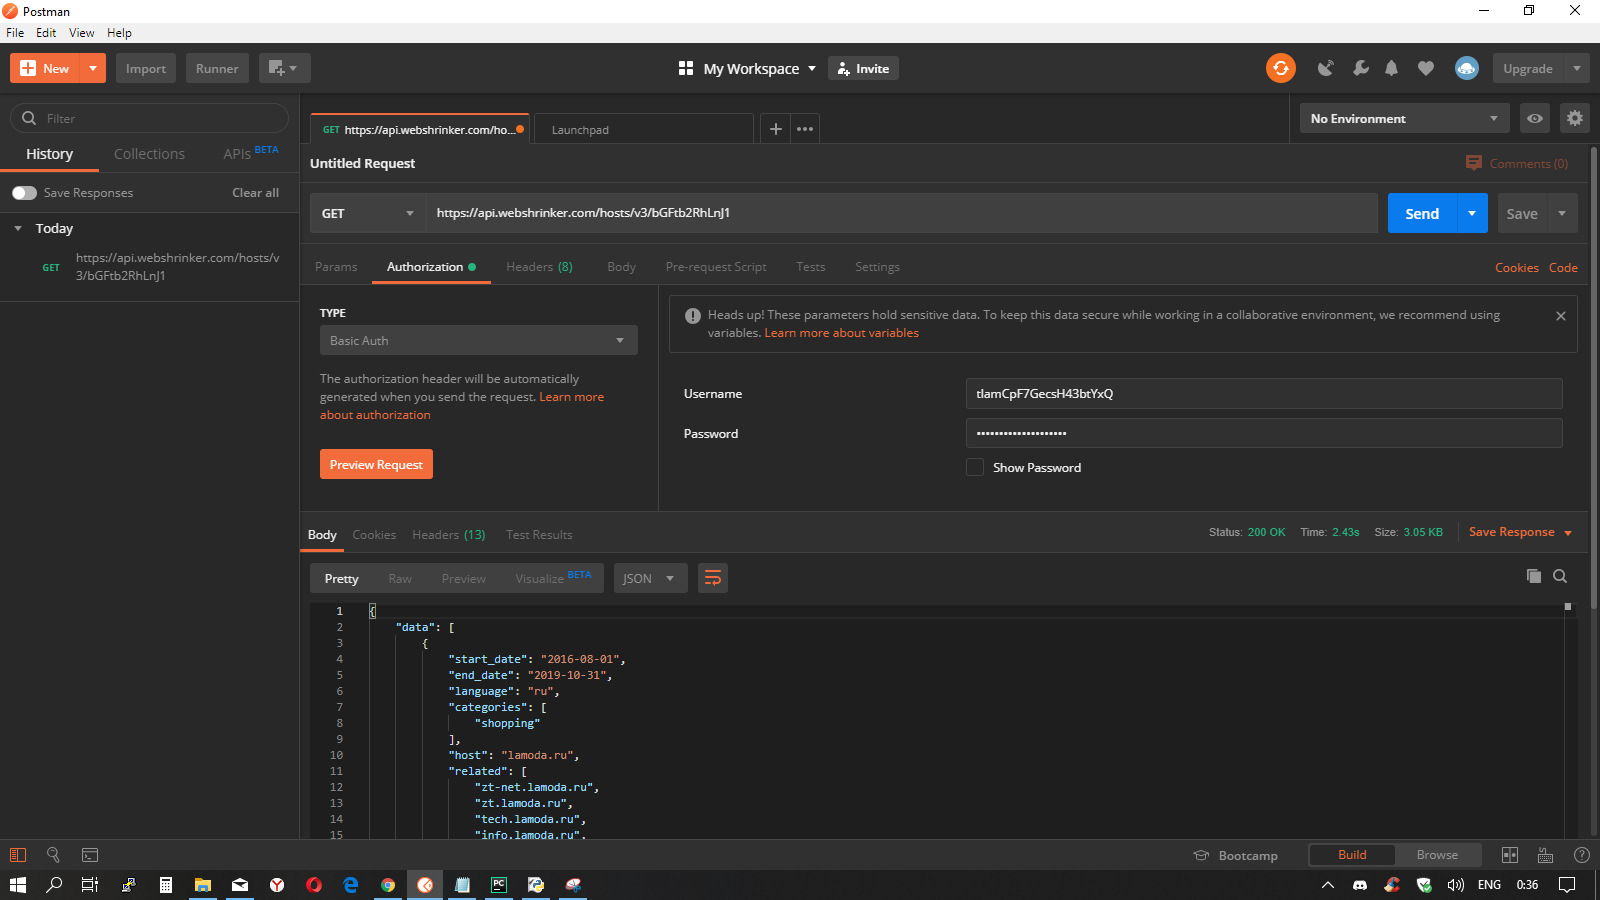 Postman
File Edit View Help
New Import Runner My Workspace Invite Upgrade
Filter
History Collections APIs BETA
Save Responses Clear all
Today
GET https://api.webshrinker.com/hosts/v
3/bGFtb2RhLnJ1
GET https://api.webshrinker.com/ho... Launchpad No Environment
Untitled Request Comments (0)
GET https://api.webshrinker.com/hosts/v3/bGFtb2RhLnJ1 Send Save
Params Authorization Headers (8) Body Pre-request Script Tests Settings Cookies Code
TYPE
Basic Auth
The authorization header will be automatically
generated when you send the request. Learn more
about authorization
Preview Request
Heads up! These parameters hold sensitive data. To keep this data secure while working in a collaborative environment, we recommend using
variables. Learn more about variables
Username tIamCpF7GecsH43btYxQ
Password ••••••••••••••••••••
Show Password
Body Cookies Headers (13) Test Results Status: 200 OK Time: 2.43s Size: 3.05 KB Save Response
Pretty Raw Preview Visualize BETA JSON
1 {
2 "data": [
3 {
4 "start_date": "2016-08-01",
5 "end_date": "2019-10-31",
6 "language": "ru",
7 "categories": [
8 "shopping"
9 ],
10 "host": "lamoda.ru",
11 "related": [
12 "zt-net.lamoda.ru",
13 "zt.lamoda.ru",
14 "tech.lamoda.ru",
15 "info.lamoda.ru",
Bootcamp Build Browse
ENG 0:36